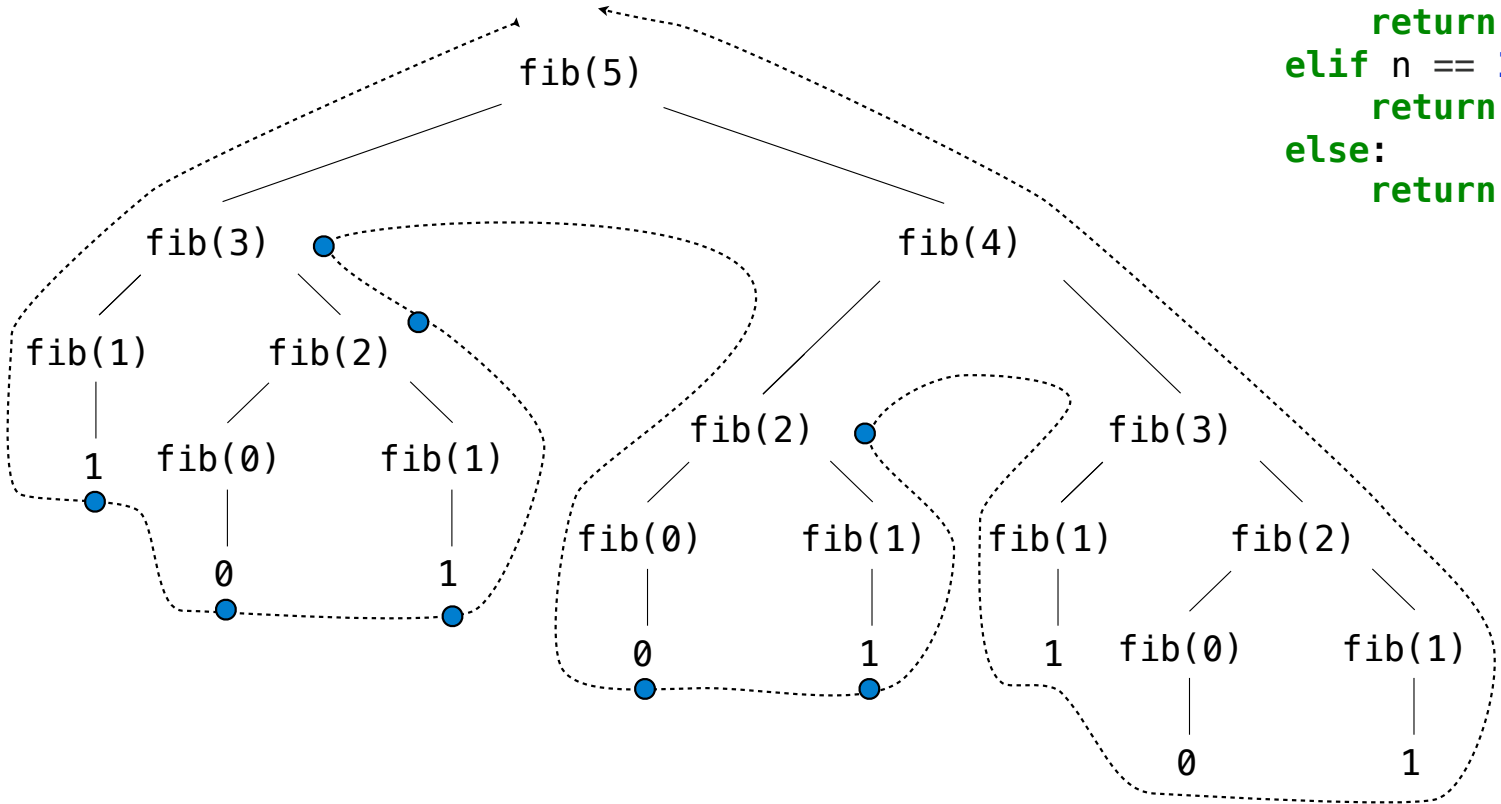 return
elif n ==
return
else:
return
fib(5)
fib(3) fib(4)
fib(1) fib(2)
fib(2) fib(3)
1 fib(0) fib(1)
fib(0) fib(1) fib(1) fib(2)
0 1
0 1 1 fib(0) fib(1)
0 1